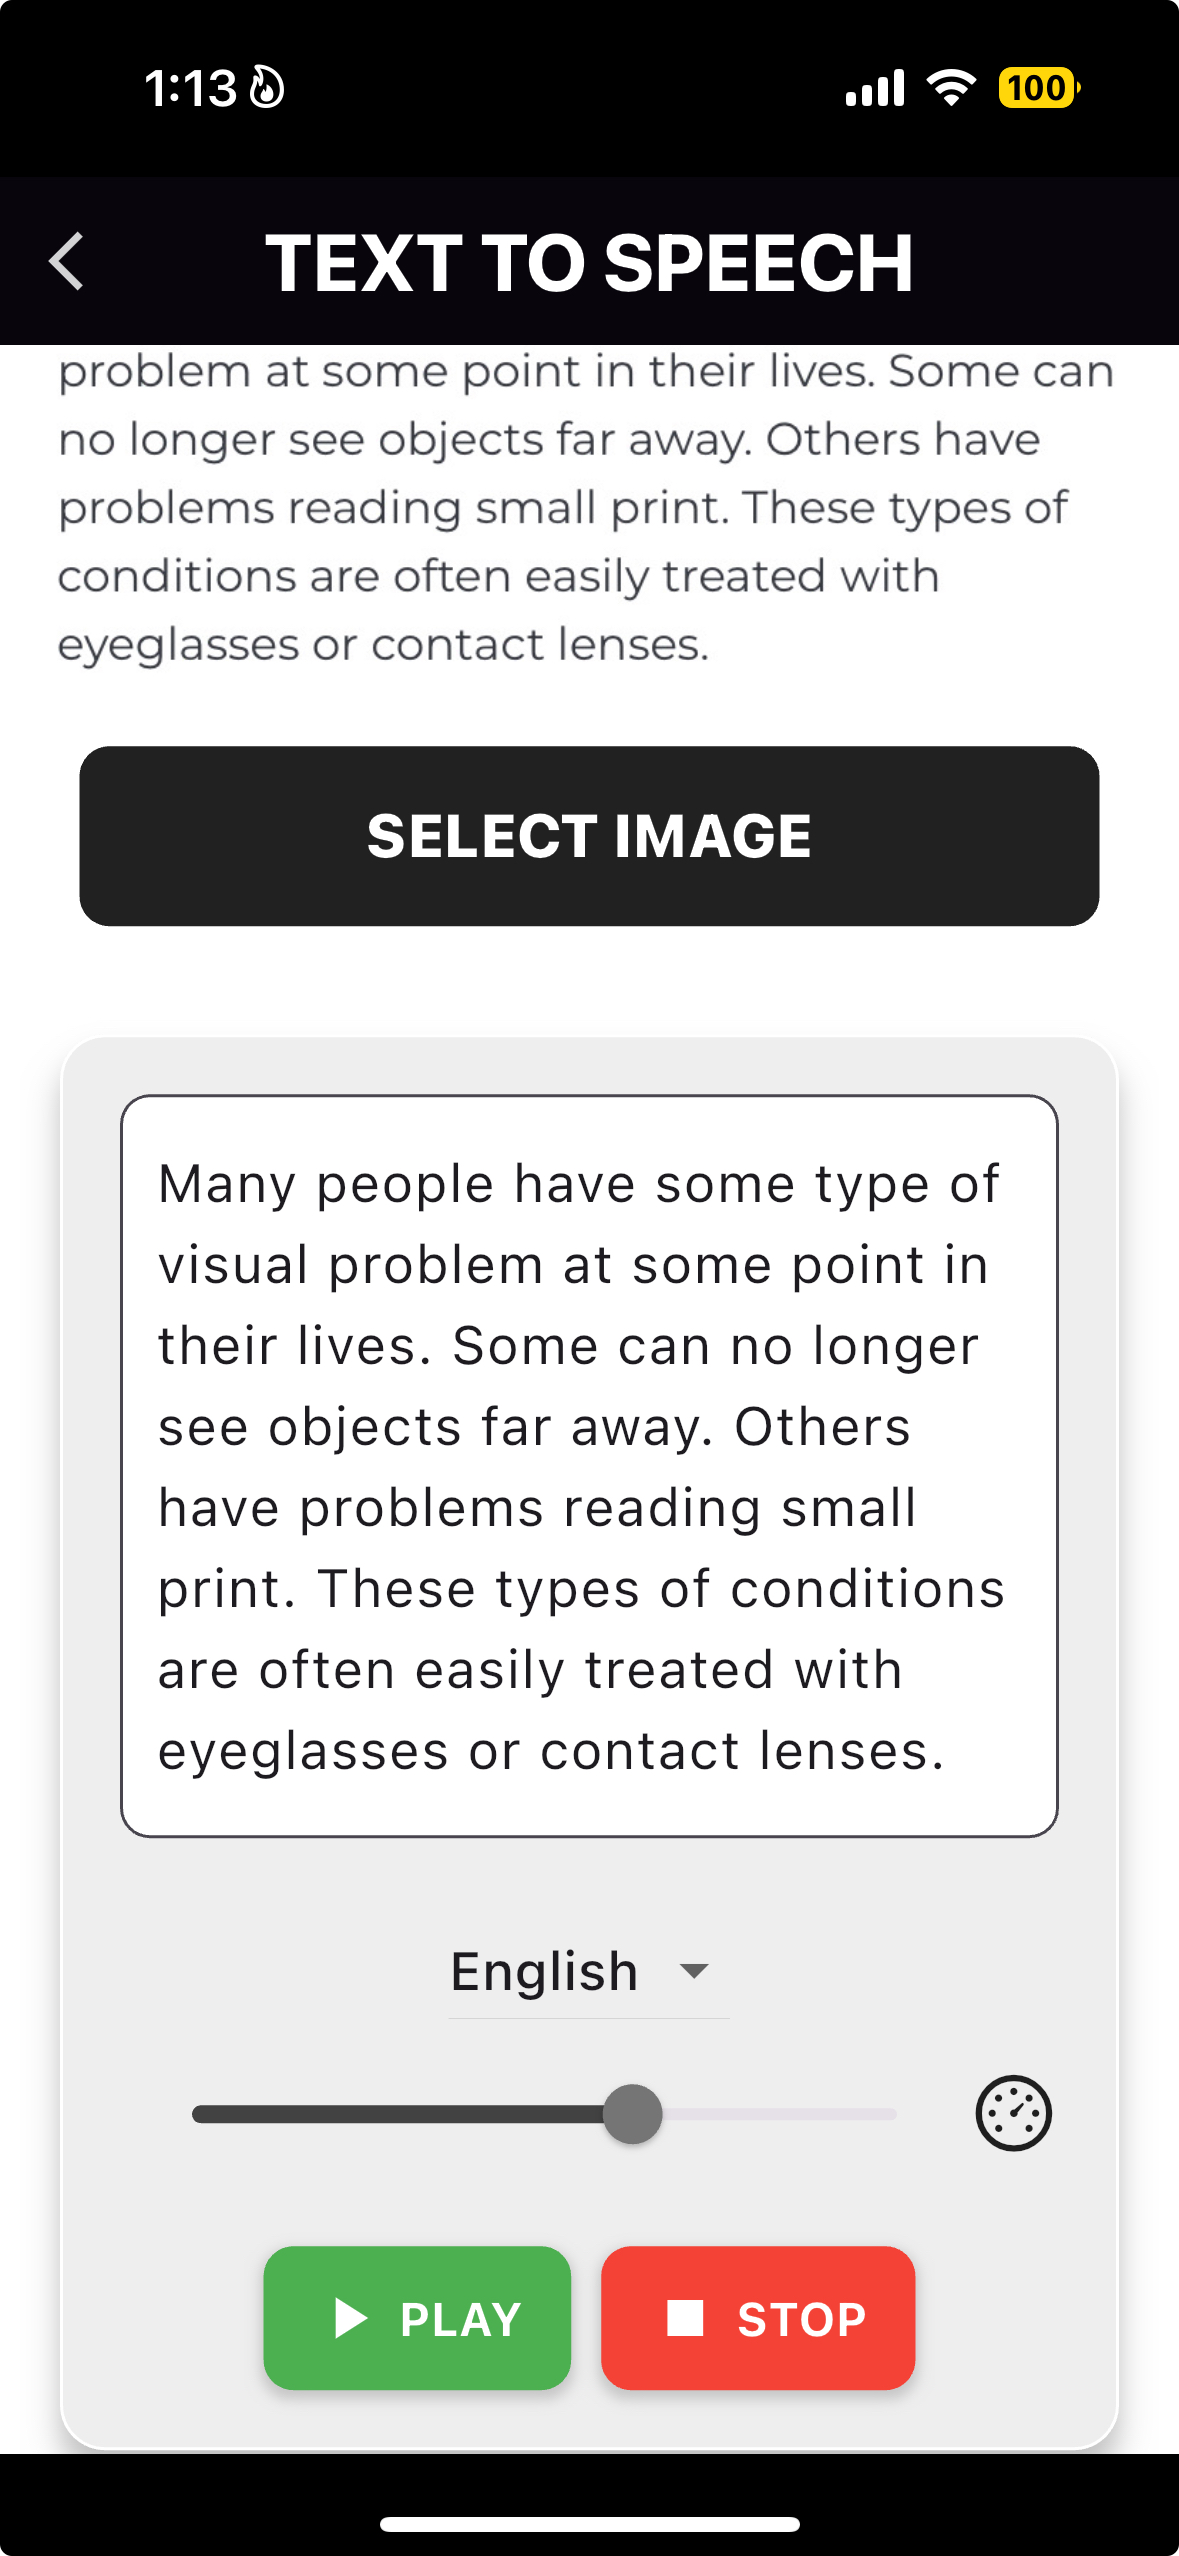 1:13
100
TEXT TO SPEECH
problem at some point in their lives. Some can
no longer see objects far away. Others have
problems reading small print. These types of
conditions are often easily treated with
eyeglasses or contact lenses.
SELECT IMAGE
Many people have some type of
visual problem at some point in
their lives. Some can no longer
see objects far away. Others
have problems reading small
print. These types of conditions
are often easily treated with
eyeglasses or contact lenses.
English
PLAY
STOP